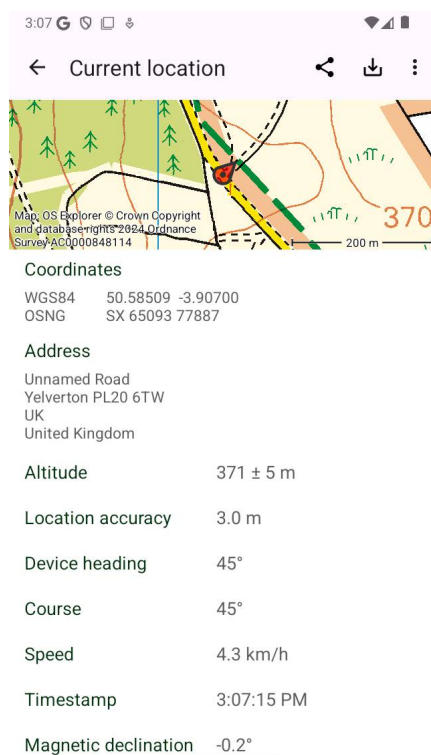 3:07
Current location
Map: OS Explorer © Crown Copyright
and database rights 2024 Ordnance
Survey AC0000848114
370
200 m
Coordinates
WGS84 50.58509 -3.90700
OSNG SX 65093 77887
Address
Unnamed Road
Yelverton PL20 6TW
UK
United Kingdom
Altitude 371 ± 5 m
Location accuracy 3.0 m
Device heading 45°
Course 45°
Speed 4.3 km/h
Timestamp 3:07:15 PM
Magnetic declination -0.2°